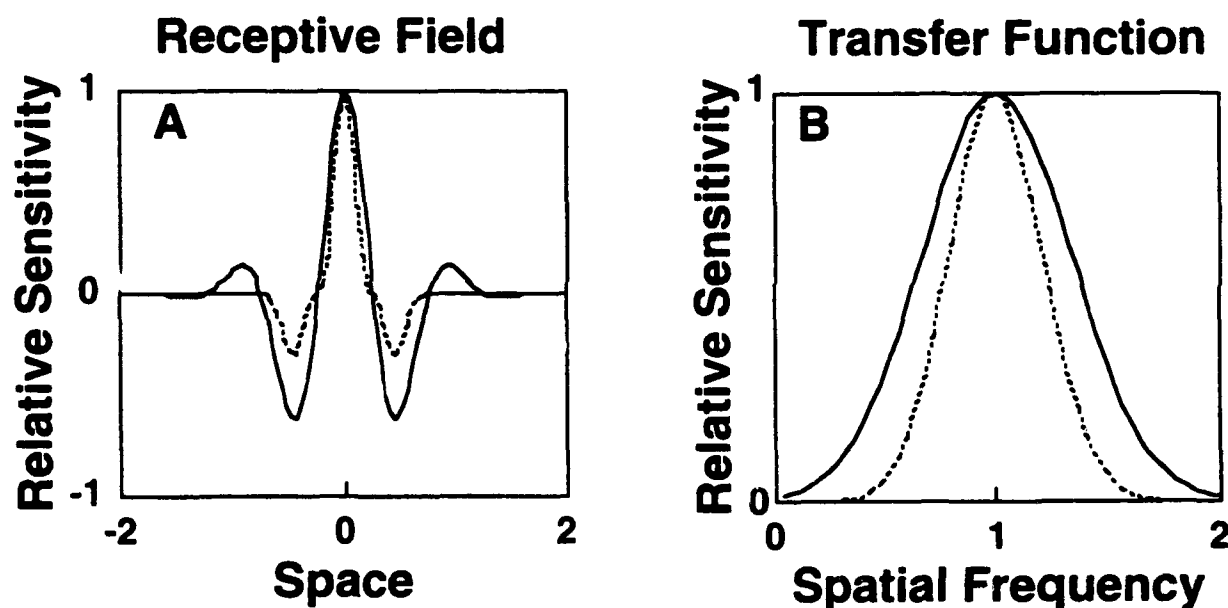 Receptive Field
Relative Sensitivity
1
0
-1
A
-2
0
2
Space
Transfer Function
Relative Sensitivity
1
0
B
0
1
2
Spatial Frequency